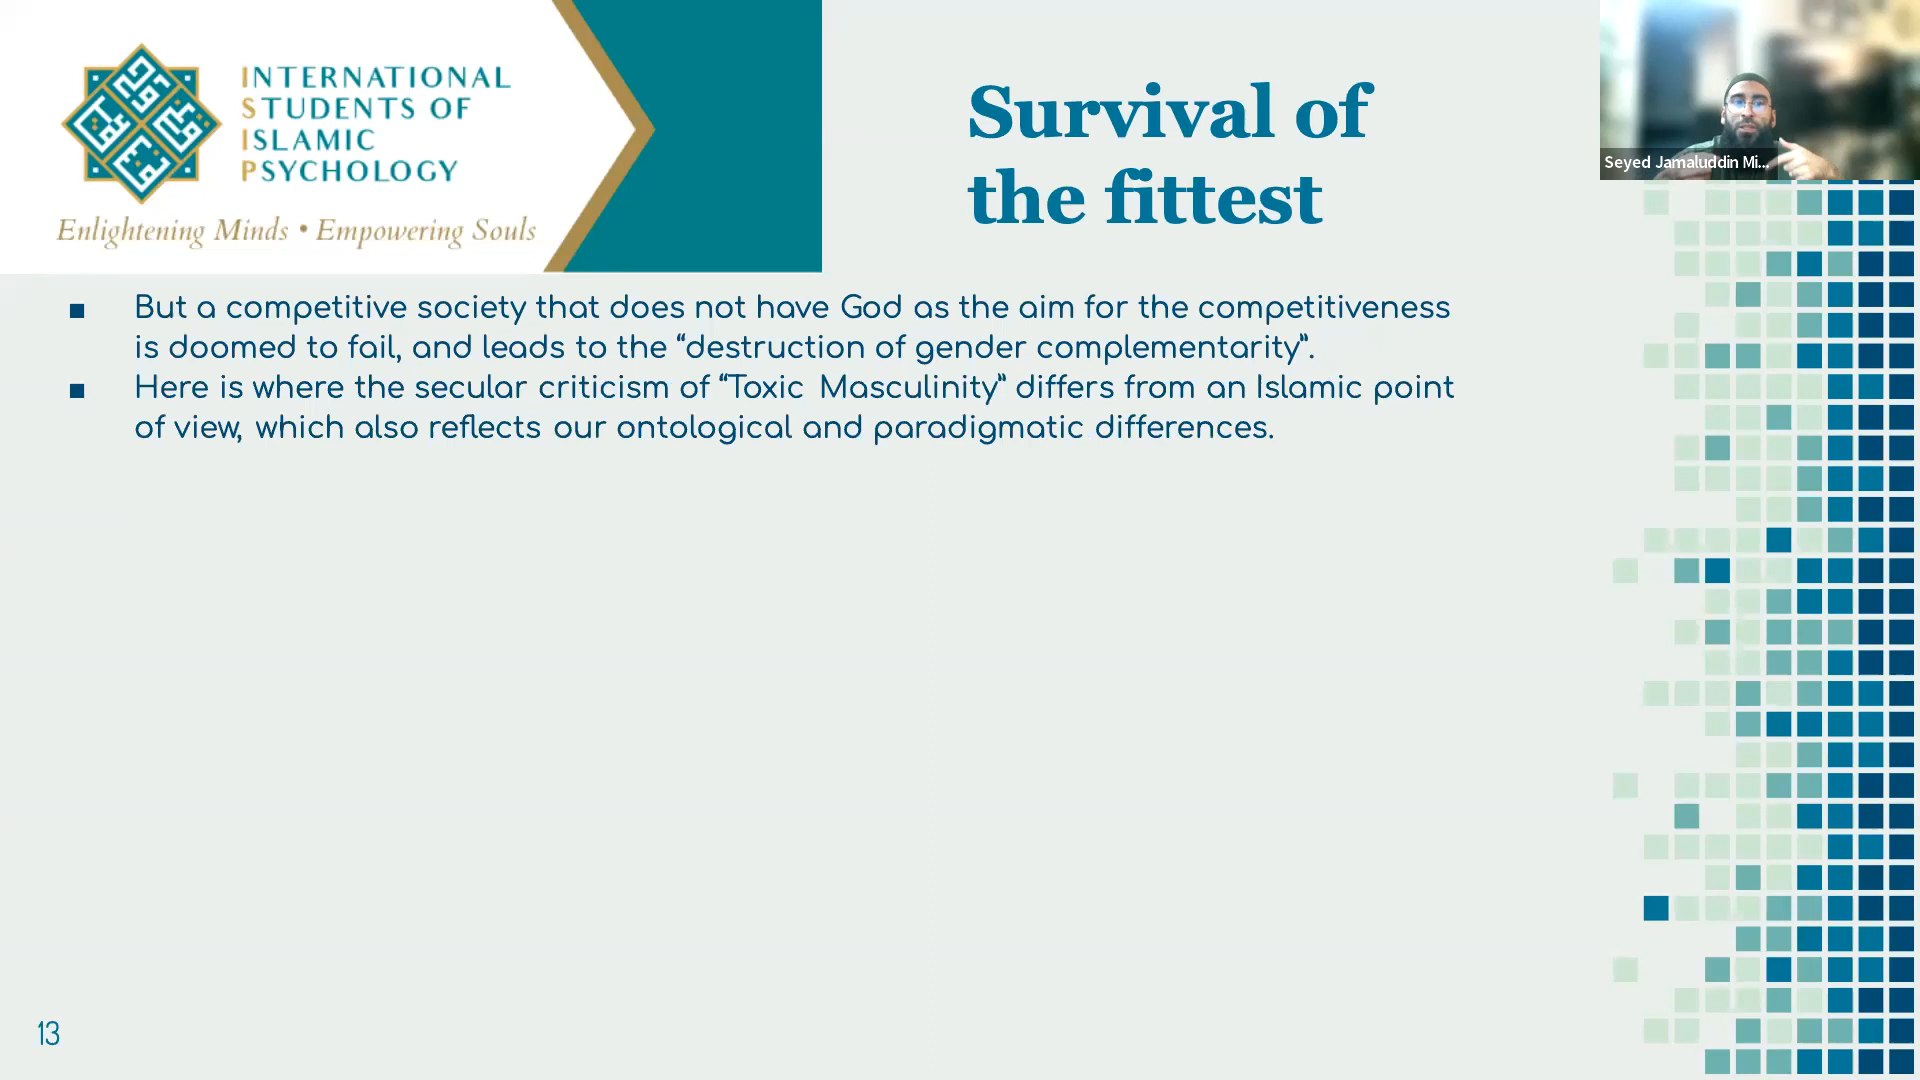 INTERNATIONAL
STUDENTS OF
ISLAMIC
PSYCHOLOGY
Enlightening Minds • Empowering Souls
Survival of
the fittest
Seyed Jamaluddin Mi...
■ But a competitive society that does not have God as the aim for the competitiveness
is doomed to fail, and leads to the “destruction of gender complementarity”.
■ Here is where the secular criticism of “Toxic Masculinity” differs from an Islamic point
of view, which also reflects our ontological and paradigmatic differences.
13